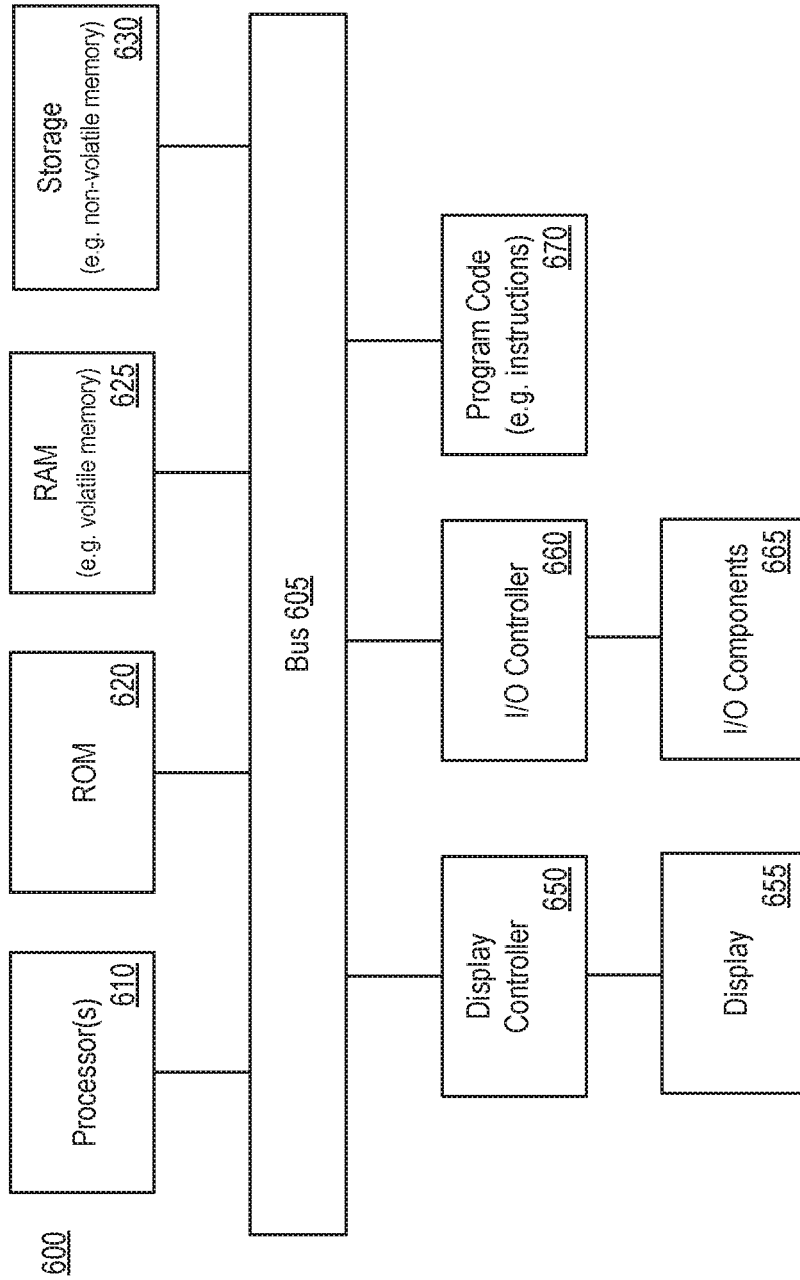 600
Processor(s)
610
ROM
620
RAM
(e.g. volatile memory)
625
Storage
(e.g. non-volatile memory)
630
Bus 605
Display
Controller
650
I/O Controller
660
Program Code
(e.g. instructions)
670
Display
655
I/O Components
665